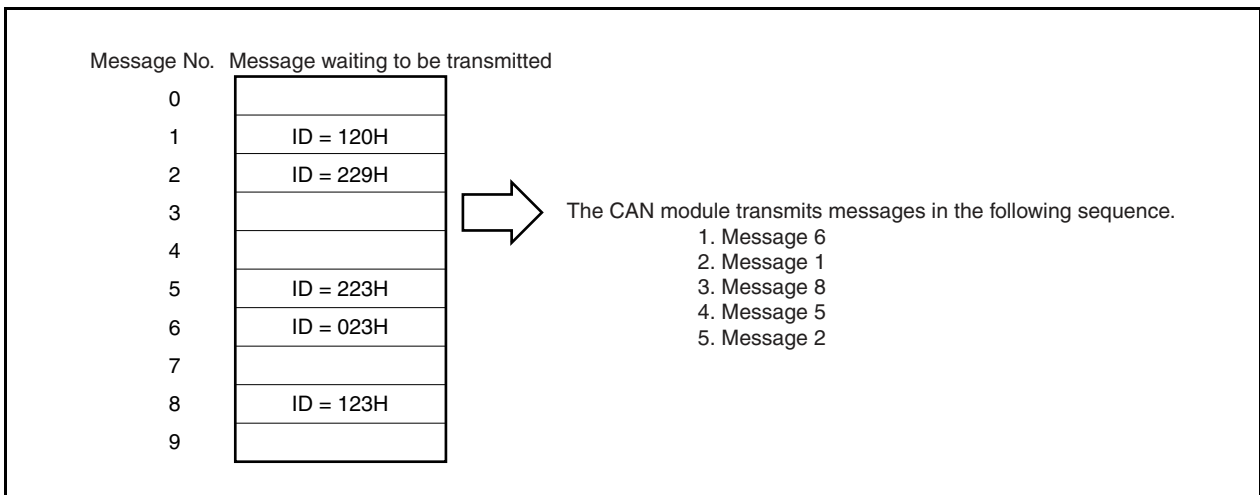 Message No. Message waiting to be transmitted
0
1 ID = 120H
2 ID = 229H
3
4
5 ID = 223H
6 ID = 023H
7
8 ID = 123H
9
The CAN module transmits messages in the following sequence.
1. Message 6
2. Message 1
3. Message 8
4. Message 5
5. Message 2